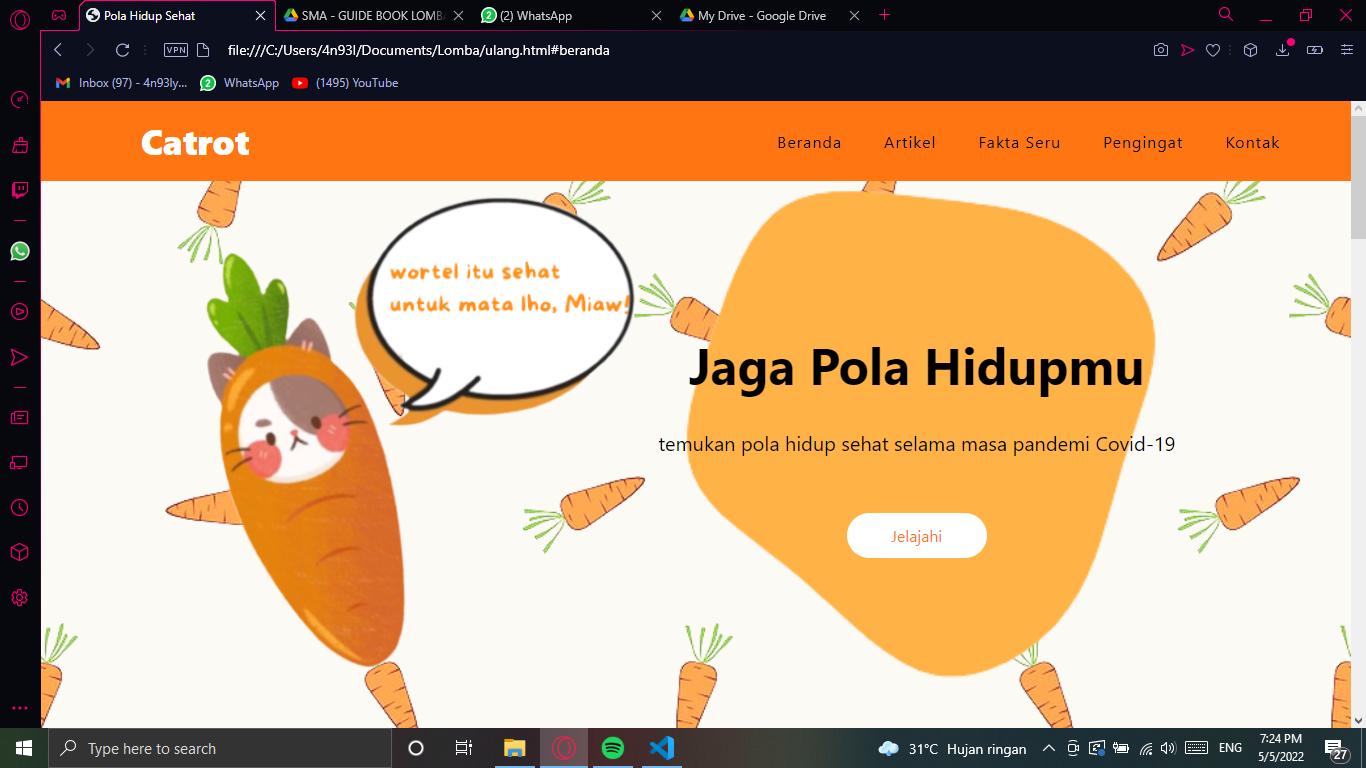 Pola Hidup Sehat
SMA - GUIDE BOOK LOMB
(2) WhatsApp
My Drive - Google Drive
VPN
file:///C:/Users/4n93l/Documents/Lomba/ulang.html#beranda
Inbox (97) - 4n93ly...
2
WhatsApp
(1495) YouTube
Catrot
Beranda
Artikel
Fakta Seru
Pengingat
Kontak
wortel itu sehat
untuk mata lho, Miaw!
Jaga Pola Hidupmu
temukan pola hidup sehat selama masa pandemi Covid-19
Jelajahi
Type here to search
31°C Hujan ringan
ENG
7:24 PM
5/5/2022
27